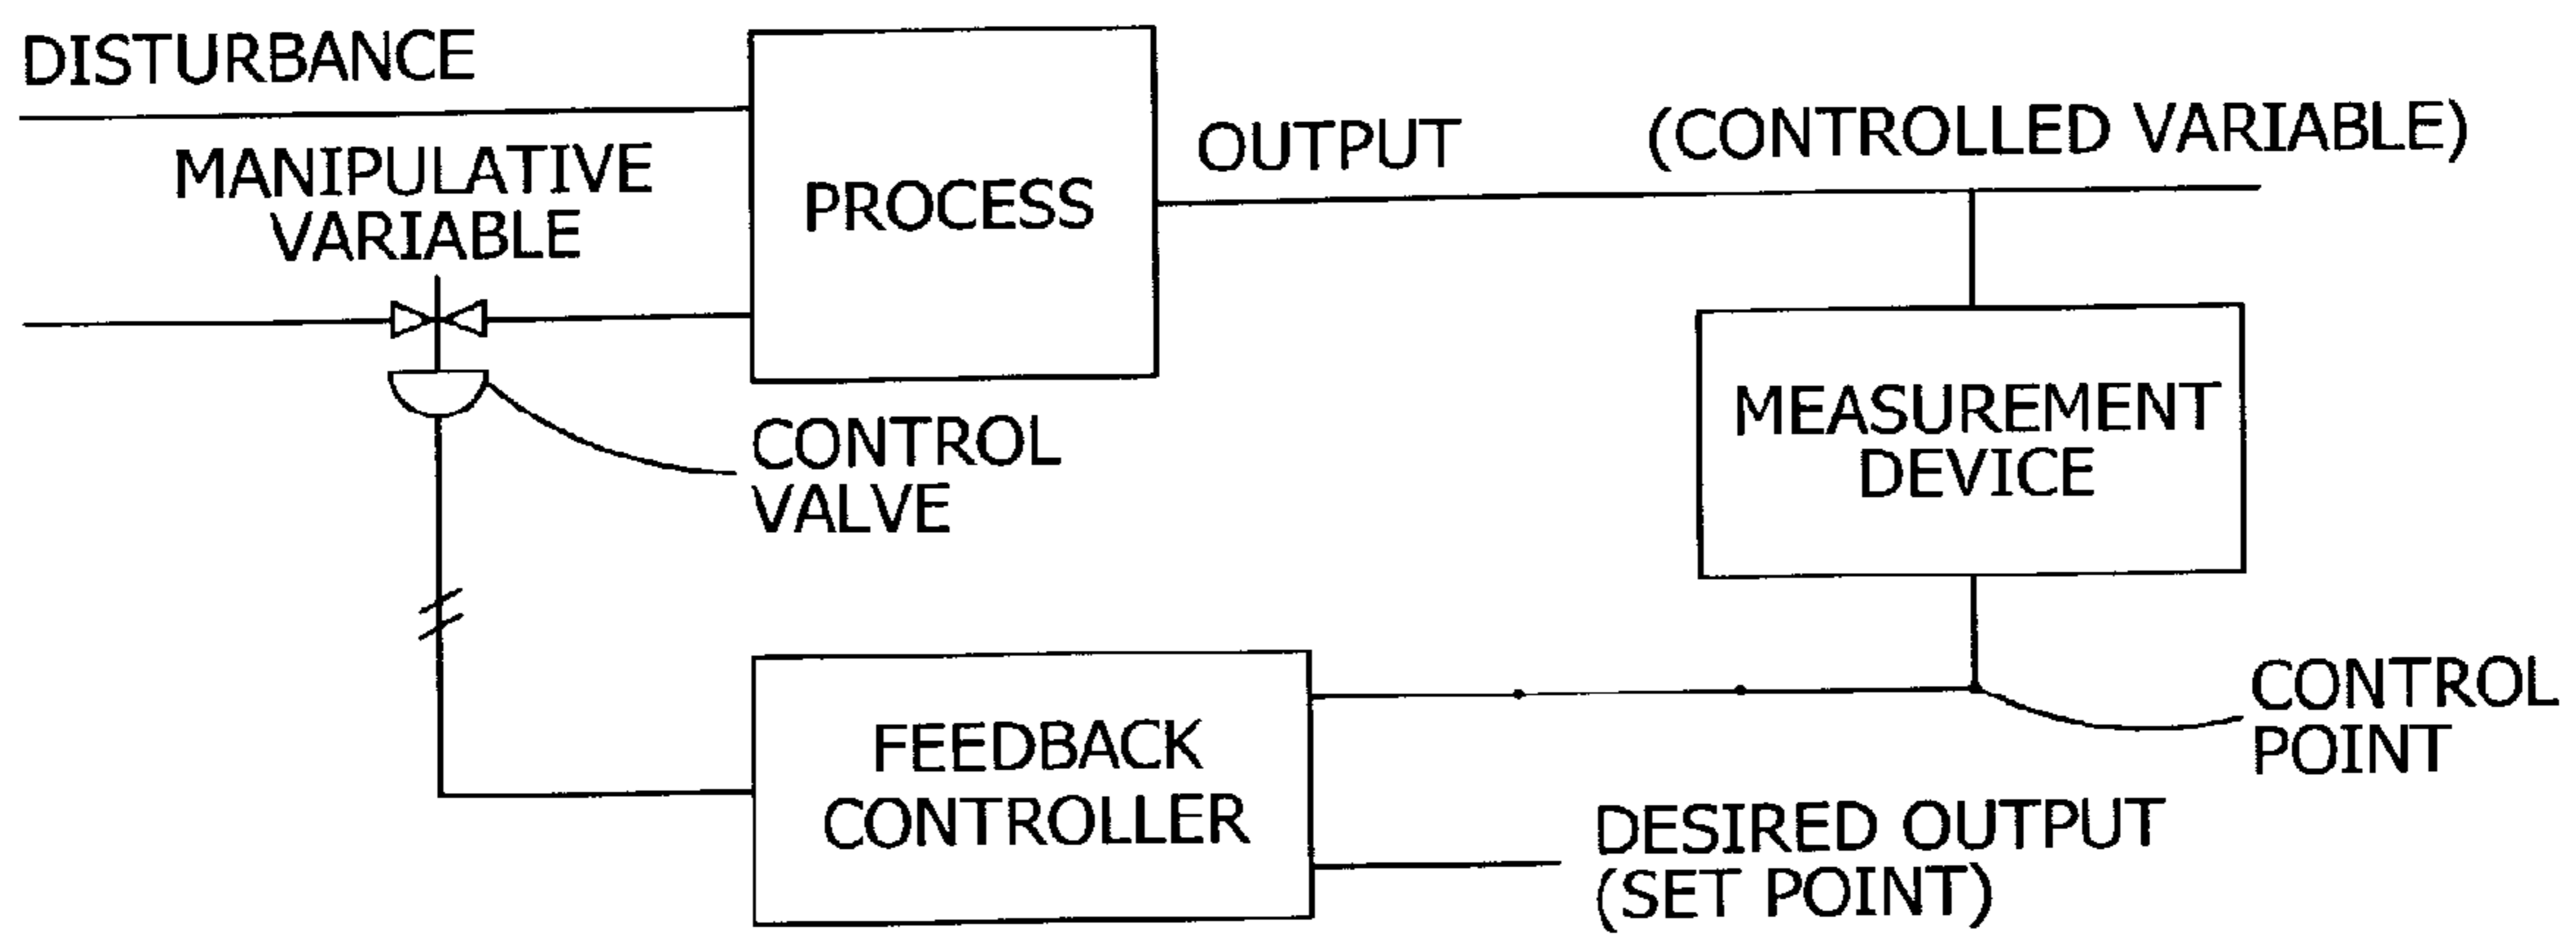 DISTURBANCE
MANIPULATIVE
VARIABLE
PROCESS
OUTPUT
(CONTROLLED VARIABLE)
CONTROL
VALVE
MEASUREMENT
DEVICE
FEEDBACK
CONTROLLER
CONTROL
POINT
DESIRED OUTPUT
(SET POINT)